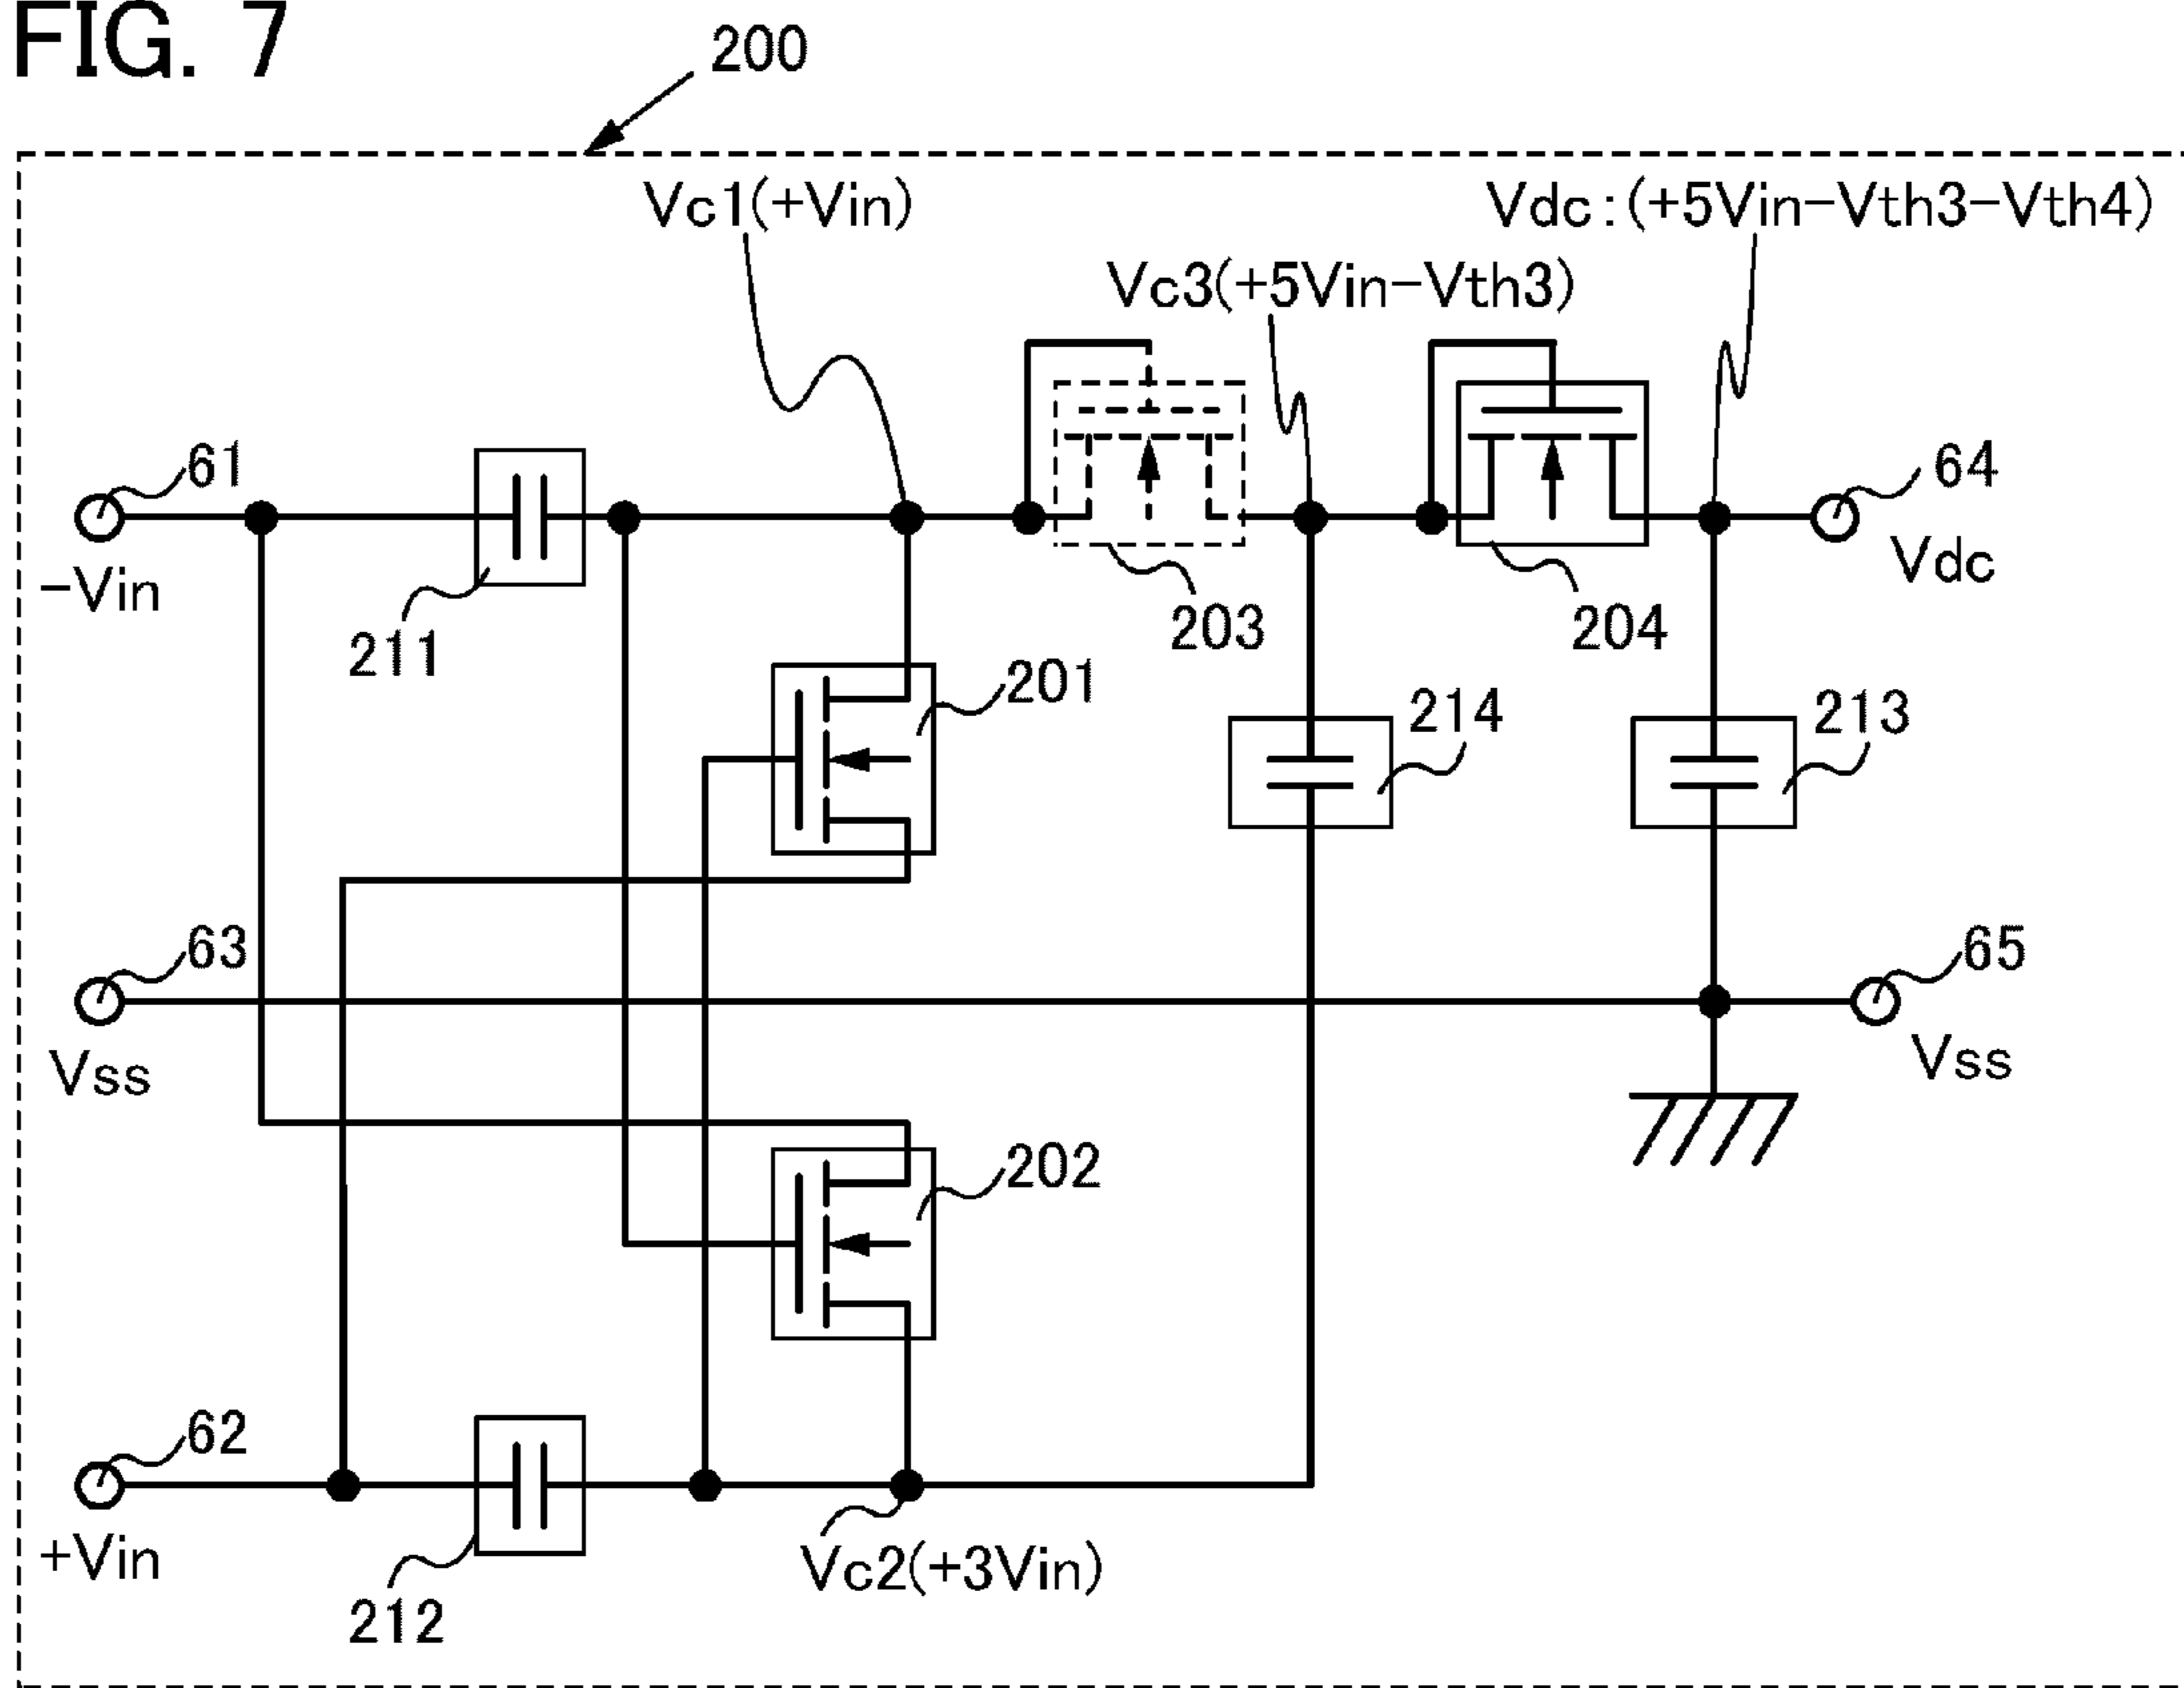 FIG. 7
200
Vc1(+Vin)
Vdc:(+5Vin-Vth3-Vth4)
Vc3(+5Vin-Vth3)
61
64
-Vin
Vdc
211
203
204
201
214
213
63
65
Vss
Vss
202
62
+Vin
Vc2(+3Vin)
212